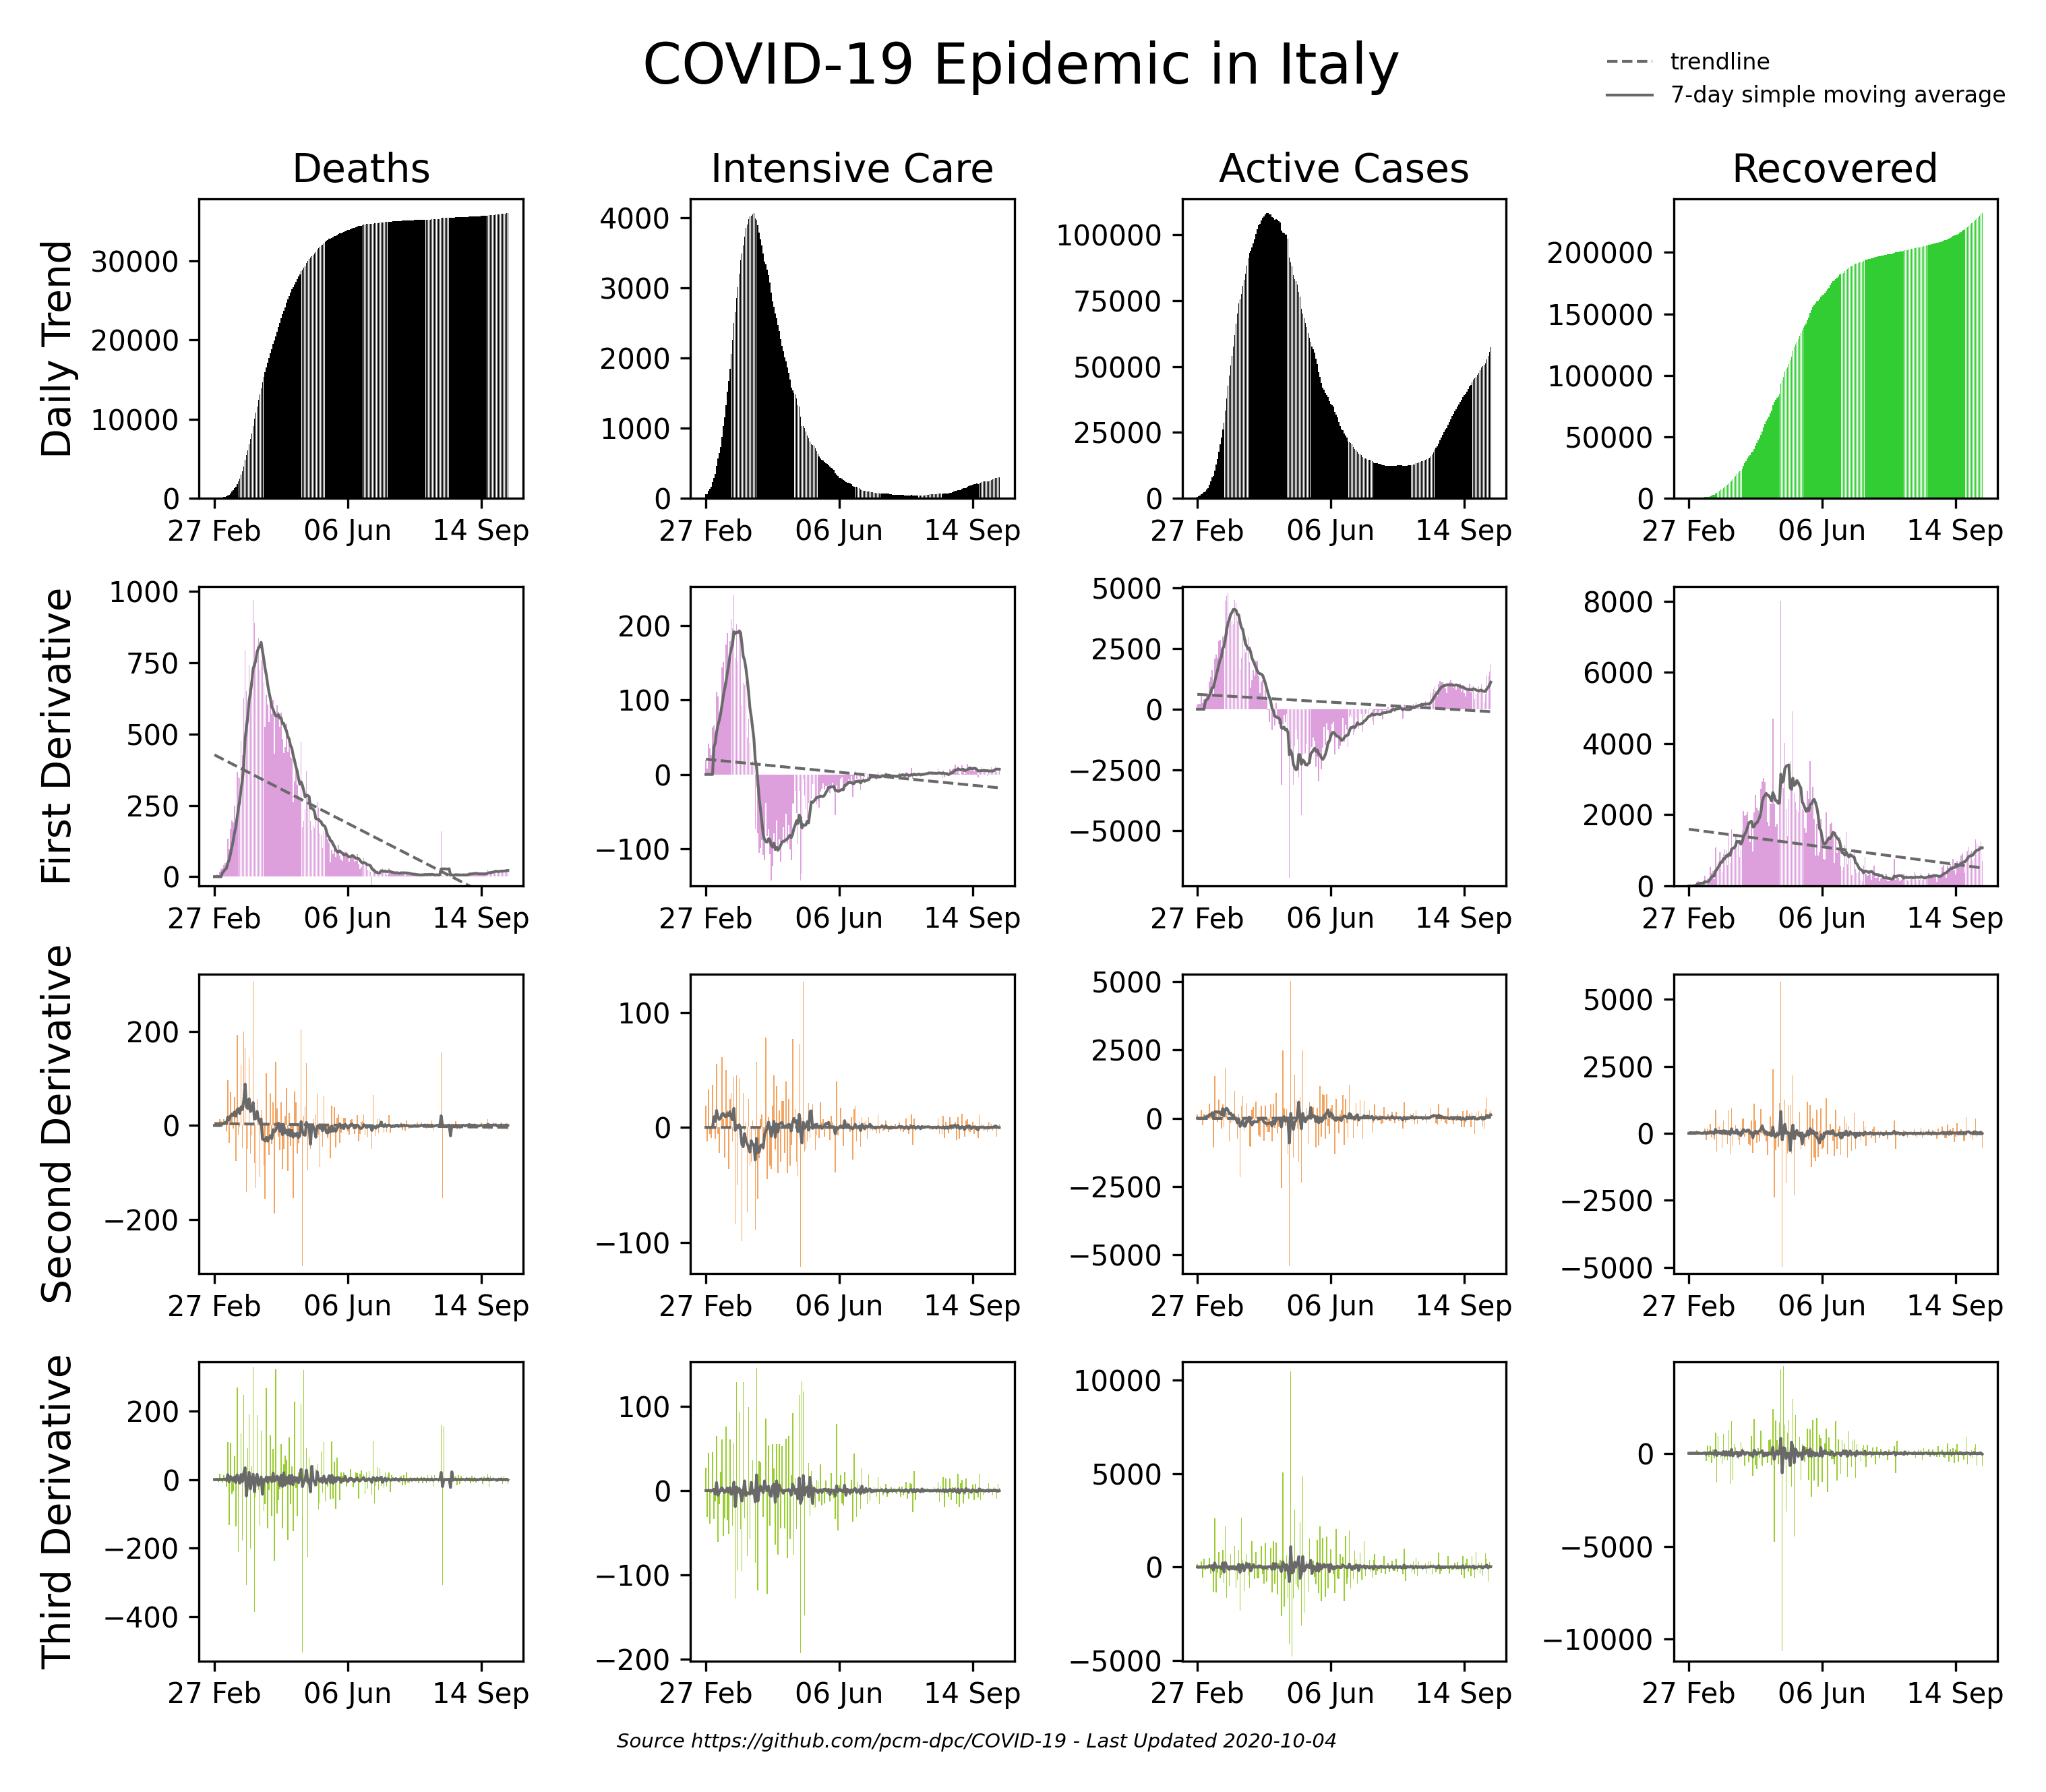 COVID-19 Epidemic in Italy
trendline
7-day simple moving average
Deaths
Intensive Care
Active Cases
Recovered
Daily Trend
30000
20000
10000
0
27 Feb 06 Jun 14 Sep
4000
3000
2000
1000
0
27 Feb 06 Jun 14 Sep
100000
75000
50000
25000
0
27 Feb 06 Jun 14 Sep
200000
150000
100000
50000
0
27 Feb 06 Jun 14 Sep
First Derivative
1000
750
500
250
0
27 Feb 06 Jun 14 Sep
200
100
0
−100
27 Feb 06 Jun 14 Sep
5000
2500
0
−2500
−5000
27 Feb 06 Jun 14 Sep
8000
6000
4000
2000
0
27 Feb 06 Jun 14 Sep
Second Derivative
200
0
−200
27 Feb 06 Jun 14 Sep
100
0
−100
27 Feb 06 Jun 14 Sep
5000
2500
0
−2500
−5000
27 Feb 06 Jun 14 Sep
5000
2500
0
−2500
−5000
27 Feb 06 Jun 14 Sep
Third Derivative
200
0
−200
−400
27 Feb 06 Jun 14 Sep
100
0
−100
−200
27 Feb 06 Jun 14 Sep
10000
5000
0
−5000
27 Feb 06 Jun 14 Sep
0
−5000
−10000
27 Feb 06 Jun 14 Sep
Source https://github.com/pcm-dpc/COVID-19 - Last Updated 2020-10-04